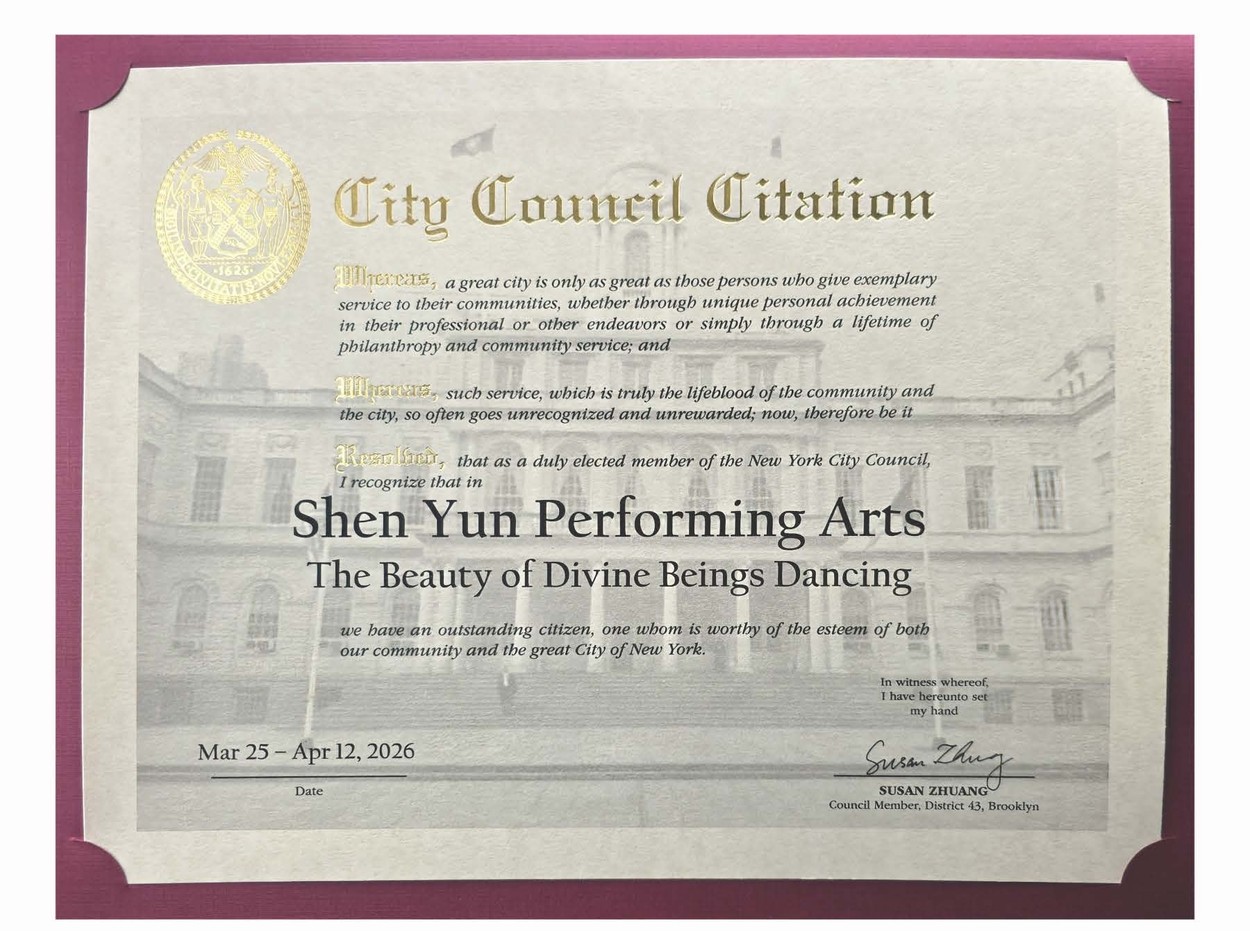 City Council Citation
Whereas, a great city is only as great as those persons who give exemplary
service to their communities, whether through unique personal achievement
in their professional or other endeavors or simply through a lifetime of
philanthropy and community service; and
Whereas, such service, which is truly the lifeblood of the community and
the city, so often goes unrecognized and unrewarded; now, therefore be it
Resolved, that as a duly elected member of the New York City Council,
I recognize that in
Shen Yun Performing Arts
The Beauty of Divine Beings Dancing
we have an outstanding citizen, one whom is worthy of the esteem of both
our community and the great City of New York.
In witness whereof,
I have hereunto set
my hand
Mar 25 – Apr 12, 2026
Date
Susan Zhuang
SUSAN ZHUANG
Council Member, District 43, Brooklyn
·1625·